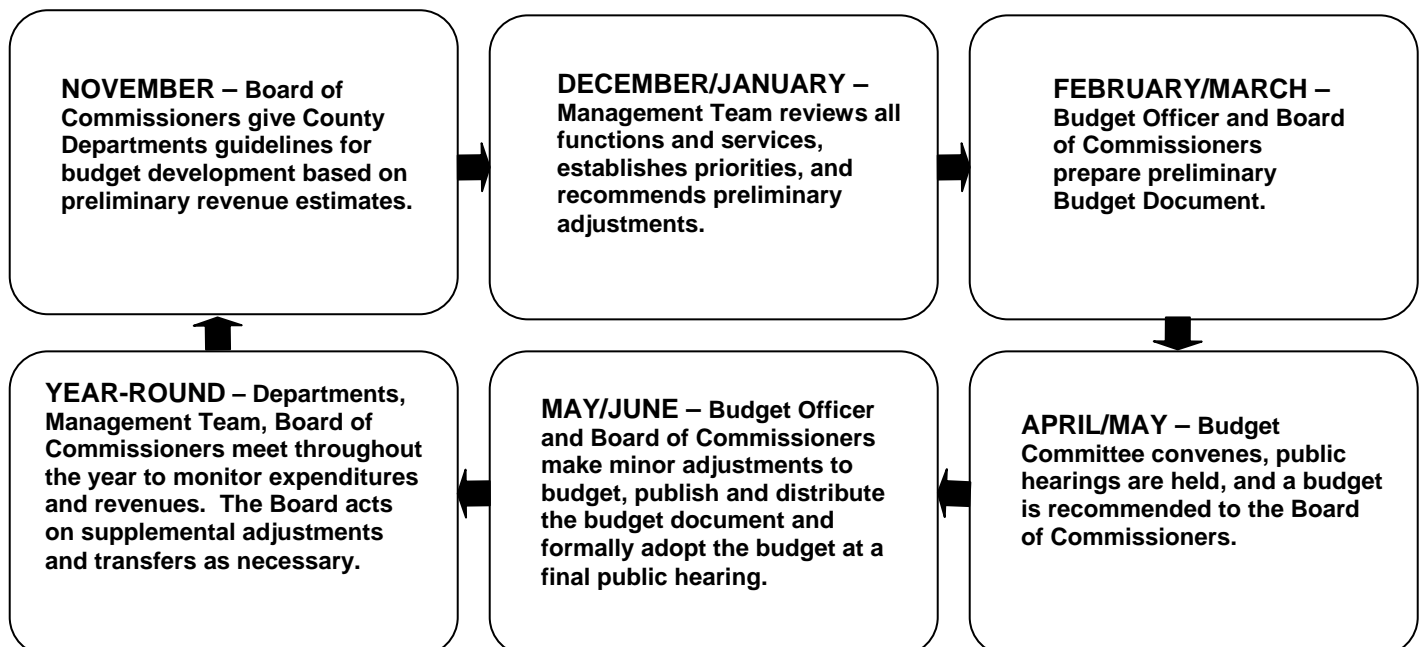 NOVEMBER – Board of
Commissioners give County
Departments guidelines for
budget development based on
preliminary revenue estimates.
DECEMBER/JANUARY –
Management Team reviews all
functions and services,
establishes priorities, and
recommends preliminary
adjustments.
FEBRUARY/MARCH –
Budget Officer and Board
of Commissioners
prepare preliminary
Budget Document.
APRIL/MAY – Budget
Committee convenes, public
hearings are held, and a budget
is recommended to the Board
of Commissioners.
MAY/JUNE – Budget Officer
and Board of Commissioners
make minor adjustments to
budget, publish and distribute
the budget document and
formally adopt the budget at a
final public hearing.
YEAR-ROUND – Departments,
Management Team, Board of
Commissioners meet throughout
the year to monitor expenditures
and revenues.  The Board acts
on supplemental adjustments
and transfers as necessary.